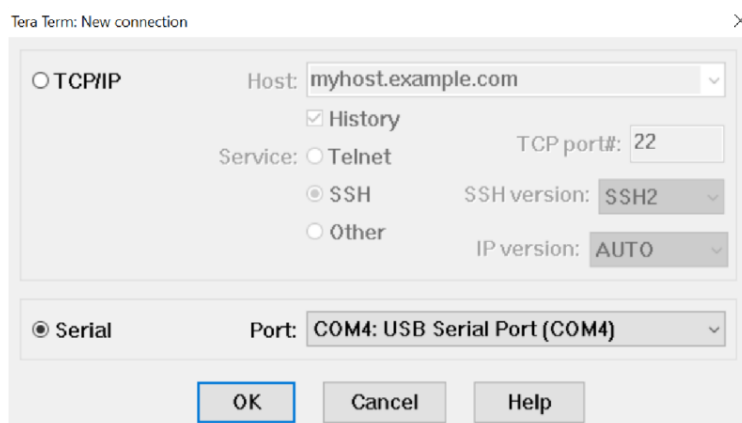 Tera Term: New connection
TCP/IP Host: myhost.example.com
History
Service: Telnet TCP port#: 22
SSH SSH version: SSH2
Other IP version: AUTO
Serial Port: COM4: USB Serial Port (COM4)
OK Cancel Help